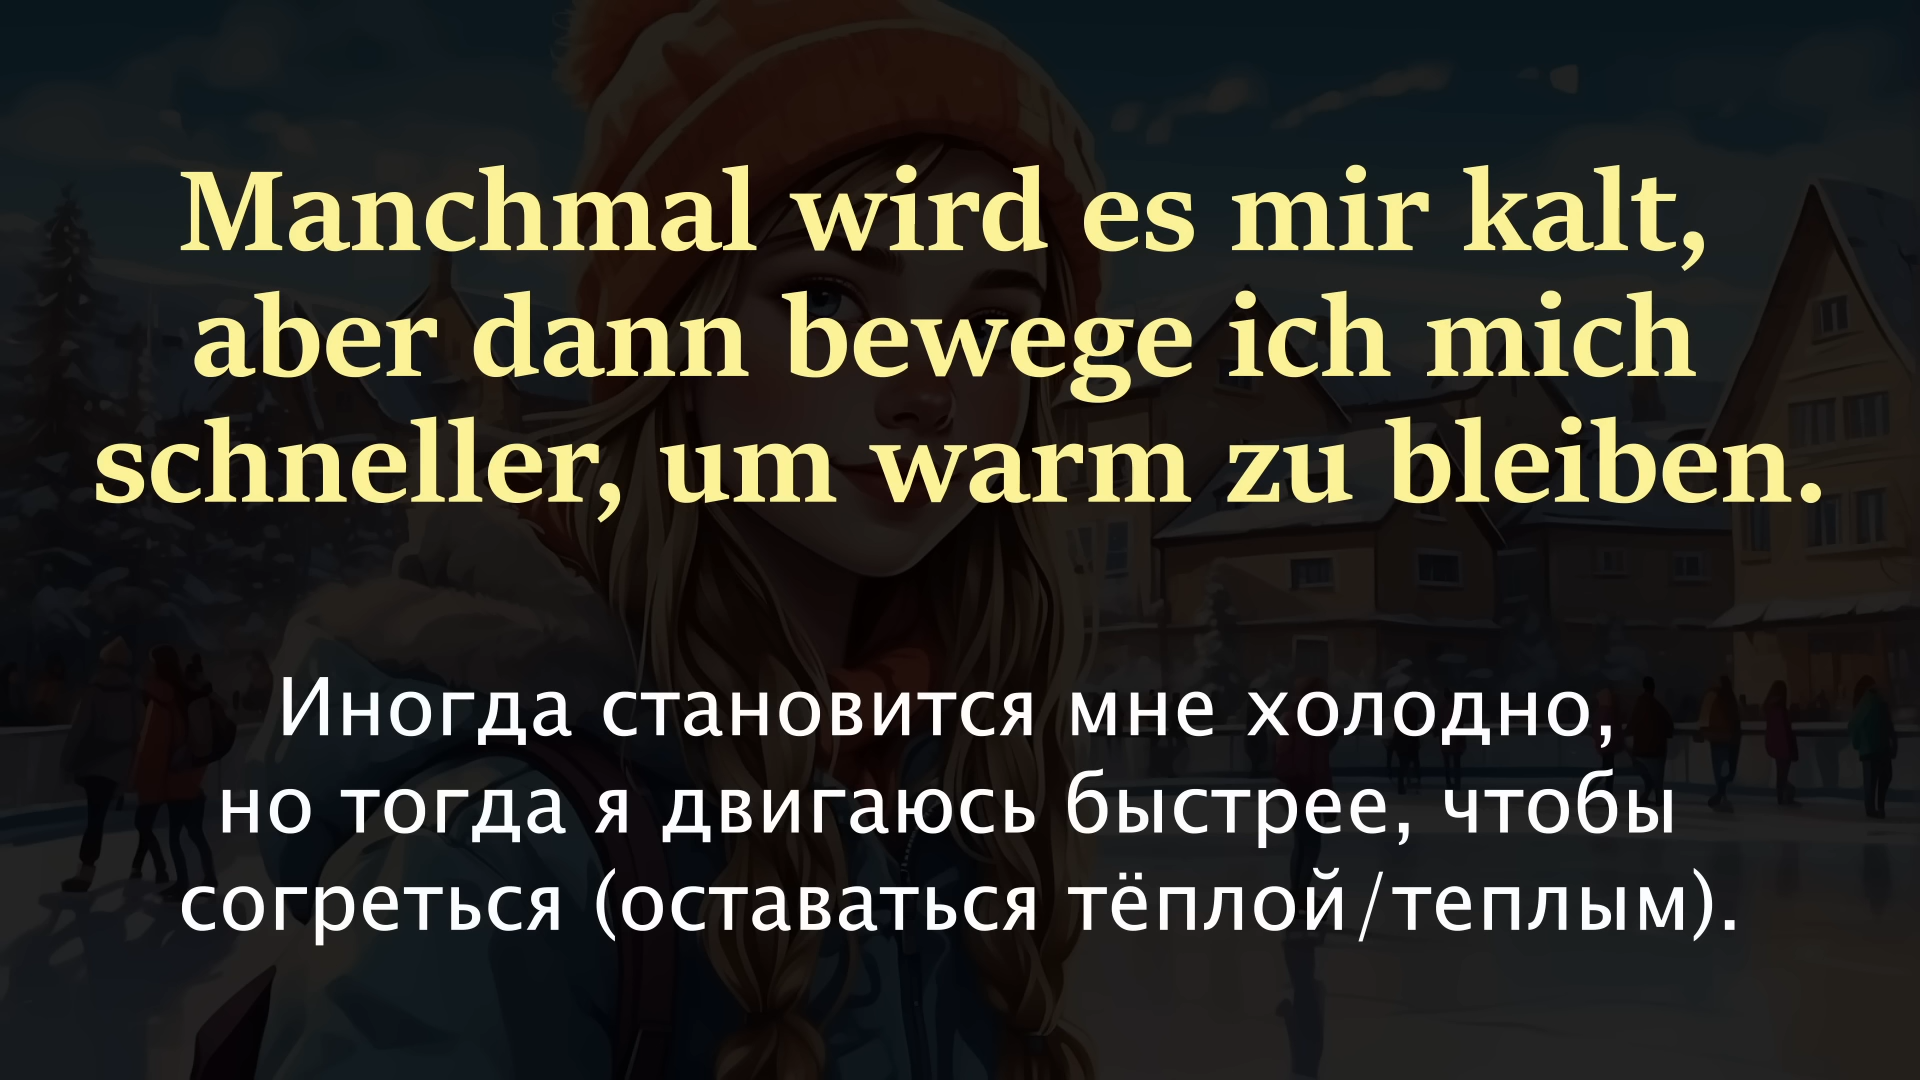 Manchmal wird es mir kalt,
aber dann bewege ich mich
schneller, um warm zu bleiben.
Иногда становится мне холодно,
но тогда я двигаюсь быстрее, чтобы
согреться (оставаться тёплой/теплым).